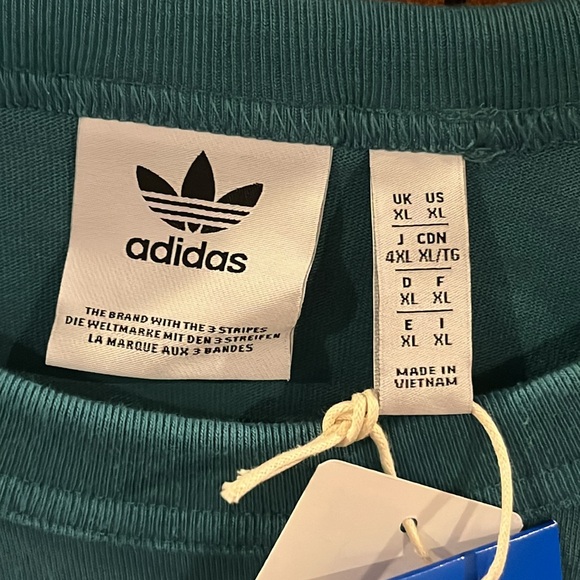 adidas
THE BRAND WITH THE 3 STRIPES
DIE WELTMARKE MIT DEN 3 STREIFEN
LA MARQUE AUX 3 BANDES
UK US
XL XL
J CDN
4XL XL/TG
D F
XL XL
E I
XL XL
MADE IN
VIETNAM